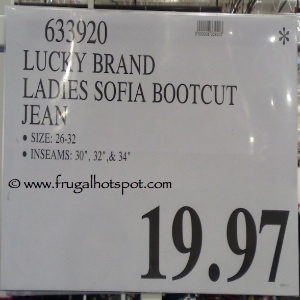 633920
*
LUCKY BRAND
LADIES SOFIA BOOTCUT
JEAN
• SIZE: 26-32
• INSEAMS: 30", 32",& 34"
© www.frugalhotspot.com
19.97